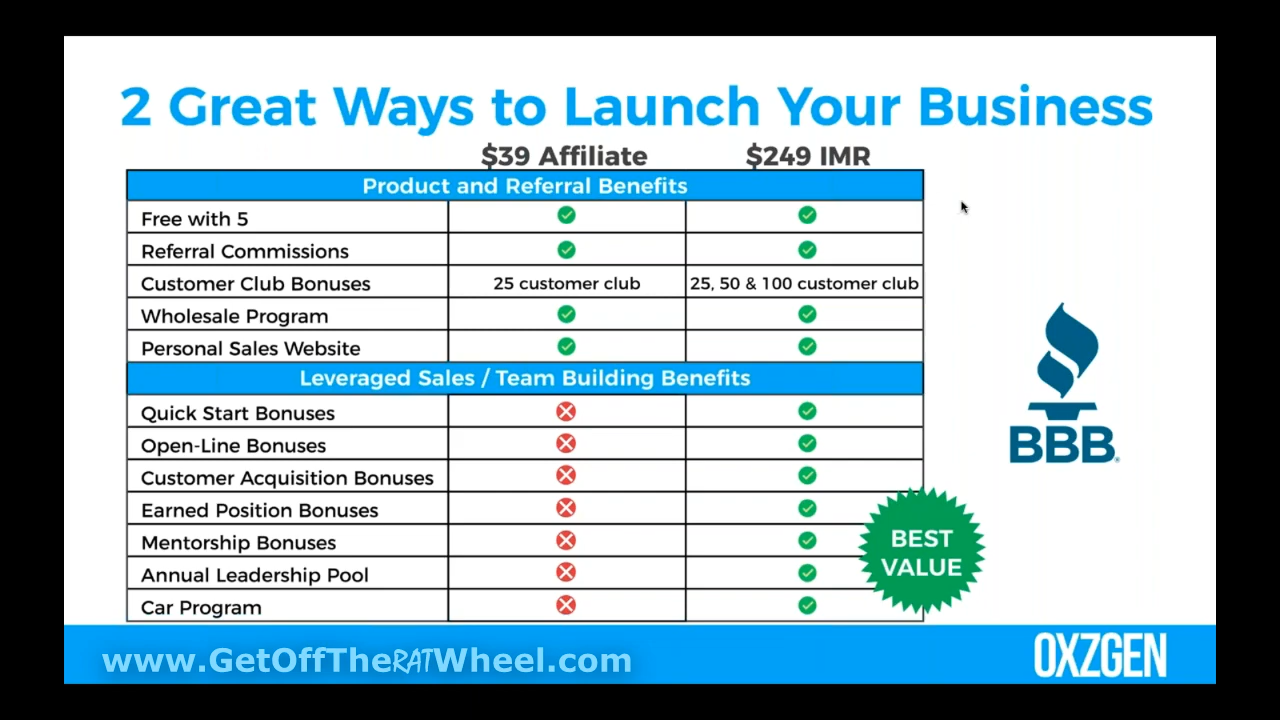 2 Great Ways to Launch Your Business
$39 Affiliate $249 IMR
Product and Referral Benefits
Free with 5
Referral Commissions
Customer Club Bonuses 25 customer club 25, 50 & 100 customer club
Wholesale Program
Personal Sales Website
Leveraged Sales / Team Building Benefits
Quick Start Bonuses
Open-Line Bonuses
Customer Acquisition Bonuses
Earned Position Bonuses
Mentorship Bonuses
Annual Leadership Pool
Car Program
BBB®
BEST
VALUE
www.GetOffTheRATWheel.com
OXZGEN